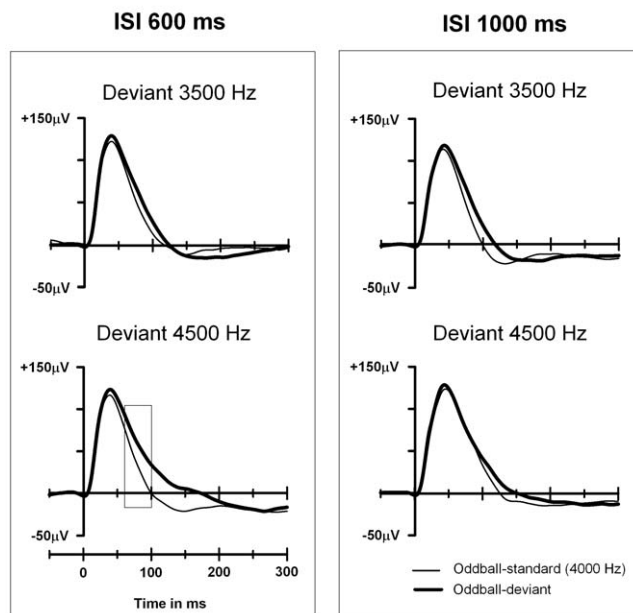 ISI 600 ms
ISI 1000 ms
Deviant 3500 Hz
Deviant 3500 Hz
+150µV
+150µV
-50µV
-50µV
Deviant 4500 Hz
Deviant 4500 Hz
+150µV
+150µV
-50µV
-50µV
0 100 200 300
Time in ms
Oddball-standard (4000 Hz)
Oddball-deviant